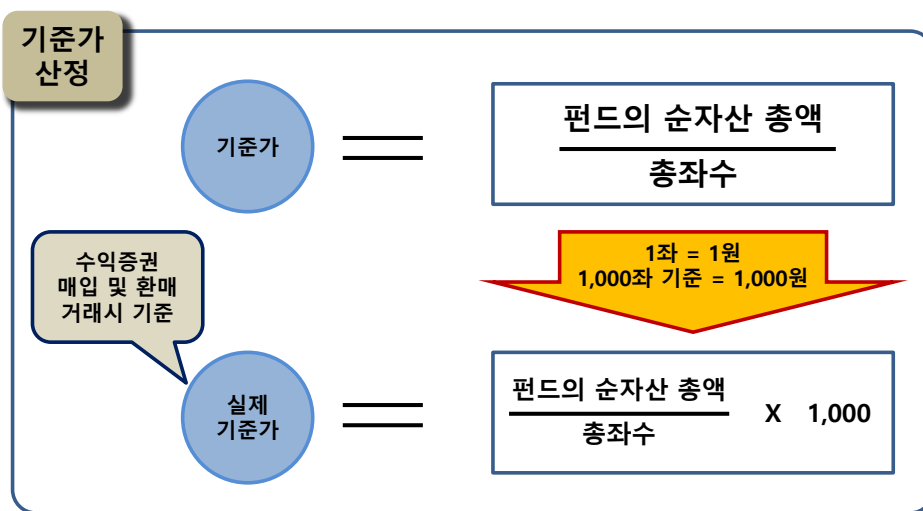 기준가
산정
기준가
펀드의 순자산 총액
총좌수
1좌 = 1원
1,000좌 기준 = 1,000원
수익증권
매입 및 환매
거래시 기준
실제
기준가
펀드의 순자산 총액
총좌수
X 1,000